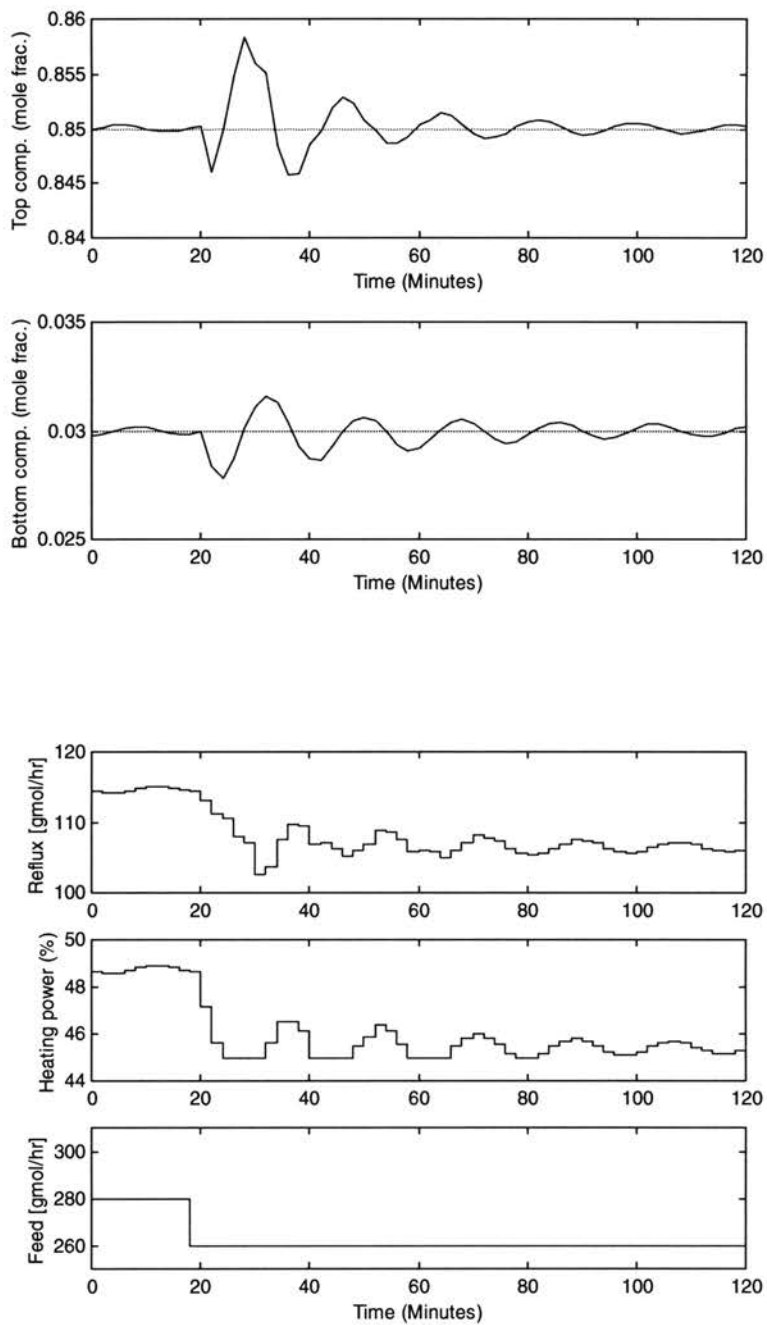 0.86
0.855
0.85
0.845
0.84
Top comp. (mole frac.)
0 20 40 60 80 100 120
Time (Minutes)
0.035
0.03
0.025
Bottom comp. (mole frac.)
0 20 40 60 80 100 120
Time (Minutes)
120
110
100
Reflux [gmol/hr]
0 20 40 60 80 100 120
50
48
46
44
Heating power (%)
0 20 40 60 80 100 120
300
280
260
Feed [gmol/hr]
0 20 40 60 80 100 120
Time (Minutes)